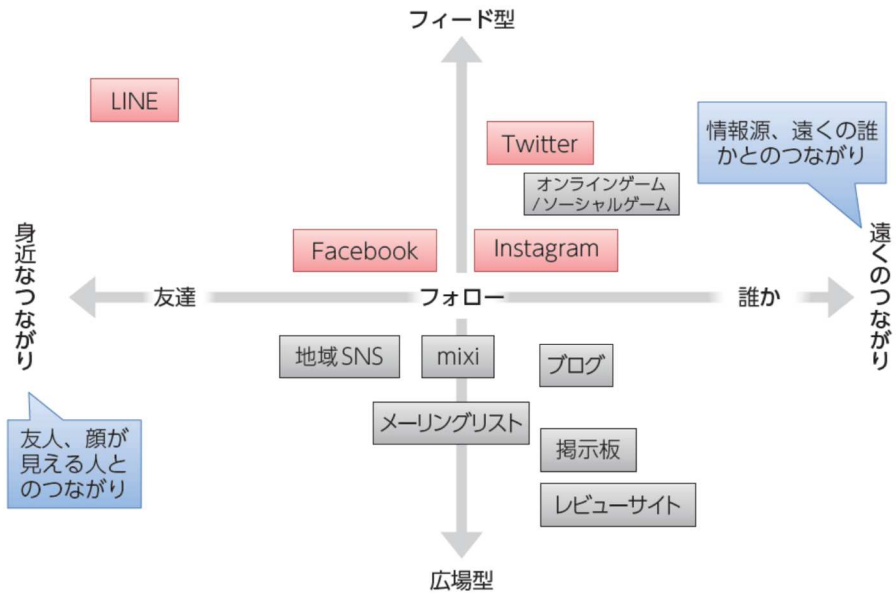 フィード型
LINE
Twitter
情報源、遠くの誰
かとのつながり
オンラインゲーム
/ソーシャルゲーム
身近なつながり
Facebook
Instagram
遠くのつながり
友達
フォロー
誰か
地域SNS
mixi
ブログ
メーリングリスト
友人、顔が
見える人と
のつながり
掲示板
レビューサイト
広場型